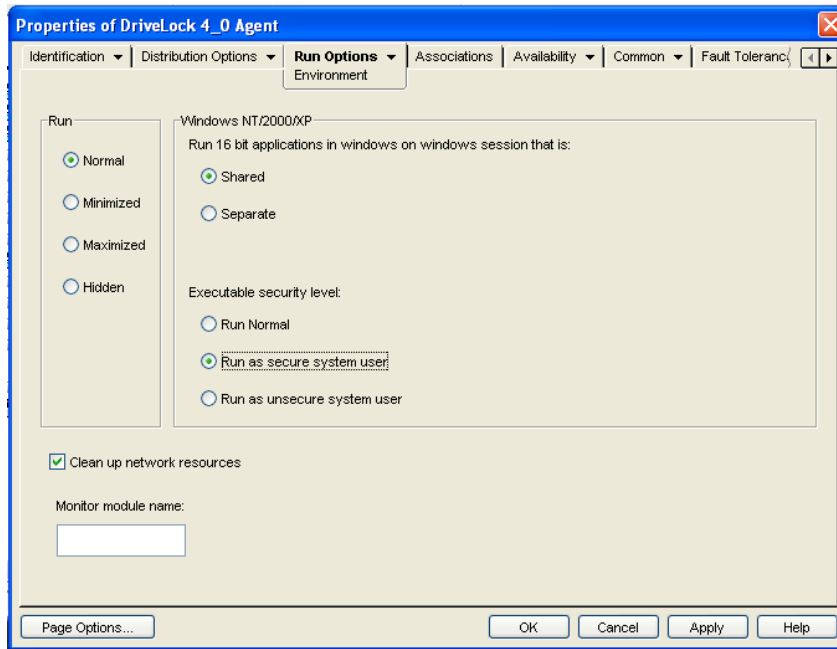 Properties of DriveLock 4_0 Agent
Identification
Distribution Options
Run Options
Associations
Availability
Common
Fault Toleranc
Environment
Run
Normal
Minimized
Maximized
Hidden
Windows NT/2000/XP
Run 16 bit applications in windows on windows session that is:
Shared
Separate
Executable security level:
Run Normal
Run as secure system user
Run as unsecure system user
Clean up network resources
Monitor module name:
Page Options...
OK
Cancel
Apply
Help